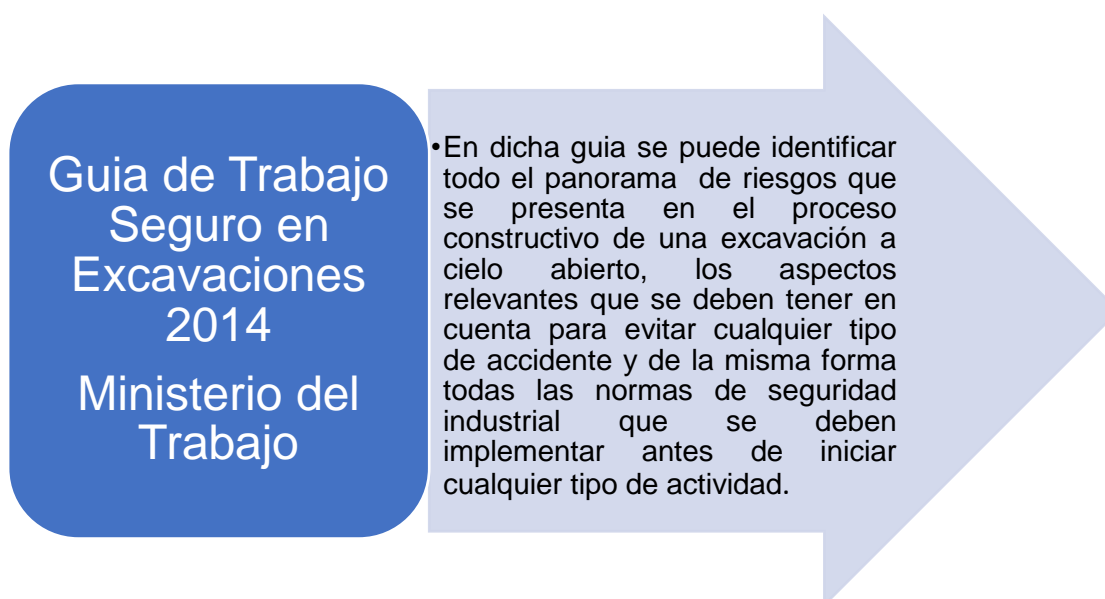 Guia de Trabajo
Seguro en
Excavaciones
2014
Ministerio del
Trabajo
•En dicha guia se puede identificar
todo el panorama de riesgos que
se presenta en el proceso
constructivo de una excavación a
cielo abierto, los aspectos
relevantes que se deben tener en
cuenta para evitar cualquier tipo
de accidente y de la misma forma
todas las normas de seguridad
industrial que se deben
implementar antes de iniciar
cualquier tipo de actividad.